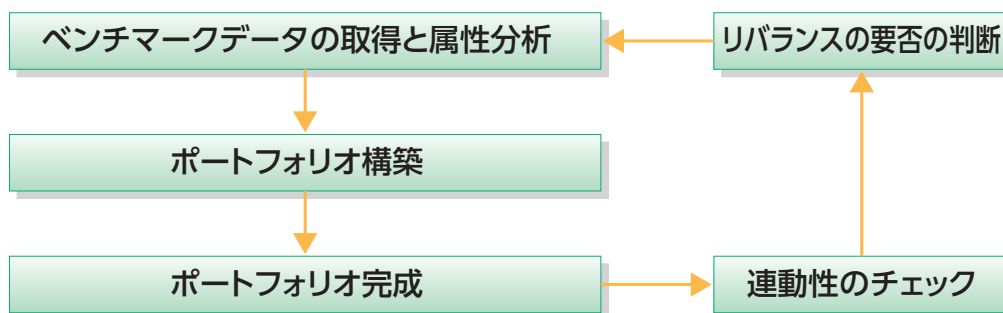 ベンチマークデータの取得と属性分析
リバランスの要否の判断
ポートフォリオ構築
ポートフォリオ完成
連動性のチェック